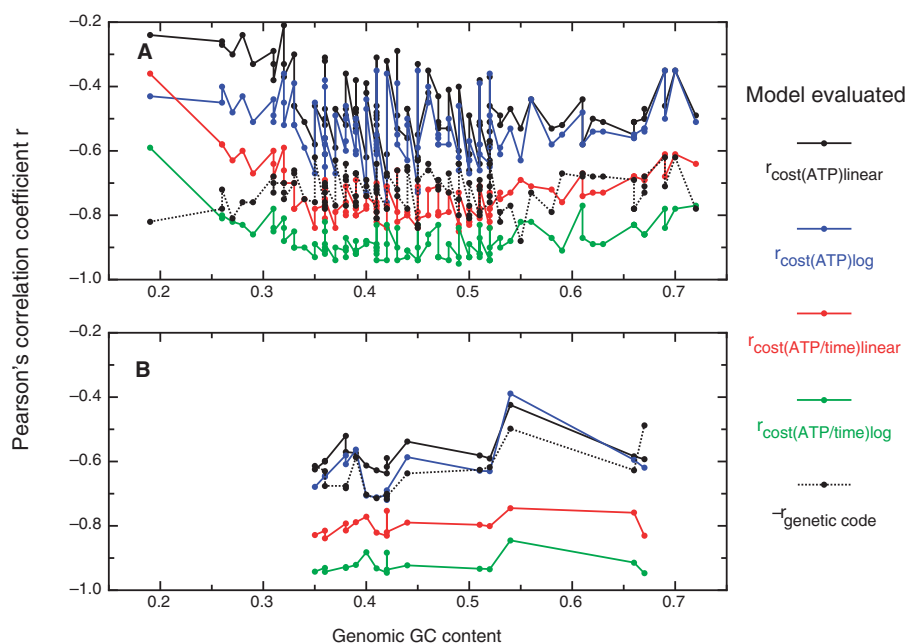 Pearson's correlation coefficient r
−0.2
−0.4
−0.6
−0.8
−1.0
A
0.2
0.3
0.4
0.5
0.6
0.7
−0.2
−0.4
−0.6
−0.8
−1.0
B
0.2
0.3
0.4
0.5
0.6
0.7
Genomic GC content
Model evaluated
rcost(ATP)linear
rcost(ATP)log
rcost(ATP/time)linear
rcost(ATP/time)log
−rgenetic code